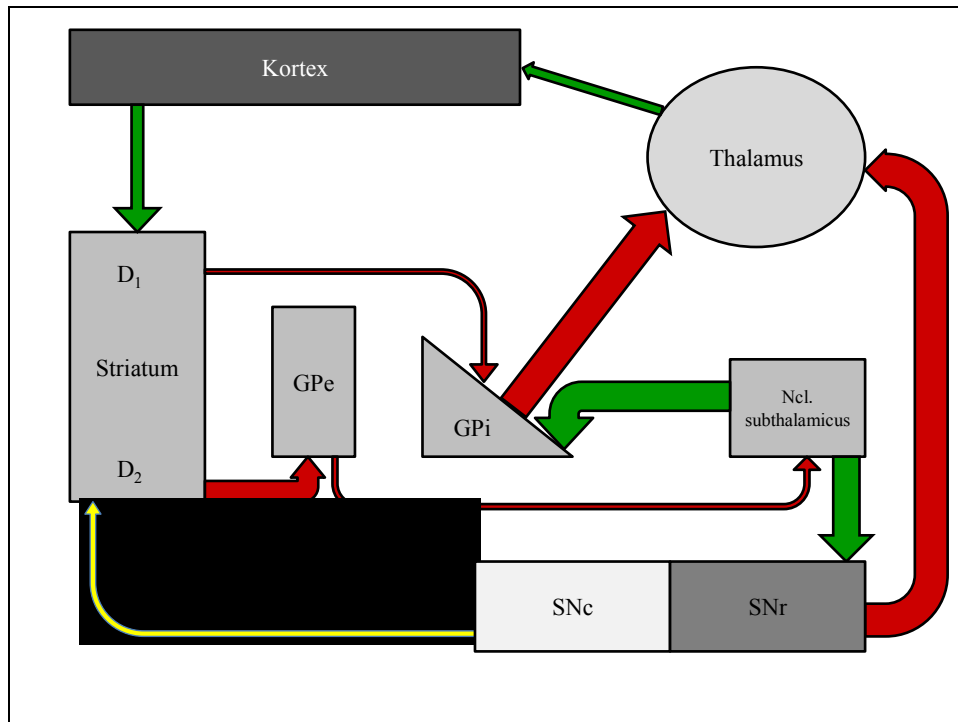 Kortex
Thalamus
D₁
Striatum
D₂
GPe
GPi
Ncl.
subthalamicus
SNc
SNr